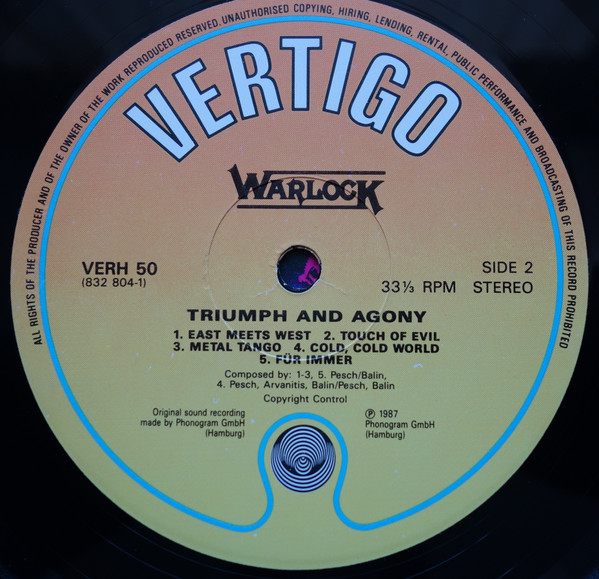 ALL RIGHTS OF THE PRODUCER AND OF THE OWNER OF THE WORK REPRODUCED RESERVED. UNAUTHORISED COPYING, HIRING, LENDING, RENTAL, PUBLIC PERFORMANCE AND BROADCASTING OF THIS RECORD PROHIBITED
VERTIGO
WARLOCK
VERH 50
(832 804-1)
SIDE 2
33⅓ RPM STEREO
TRIUMPH AND AGONY
1. EAST MEETS WEST 2. TOUCH OF EVIL
3. METAL TANGO 4. COLD, COLD WORLD
5. FÜR IMMER
Composed by: 1-3, 5. Pesch/Balin,
4. Pesch, Arvanitis, Balin/Pesch, Balin
Copyright Control
Original sound recording
made by Phonogram GmbH
(Hamburg)
℗ 1987
Phonogram GmbH
(Hamburg)